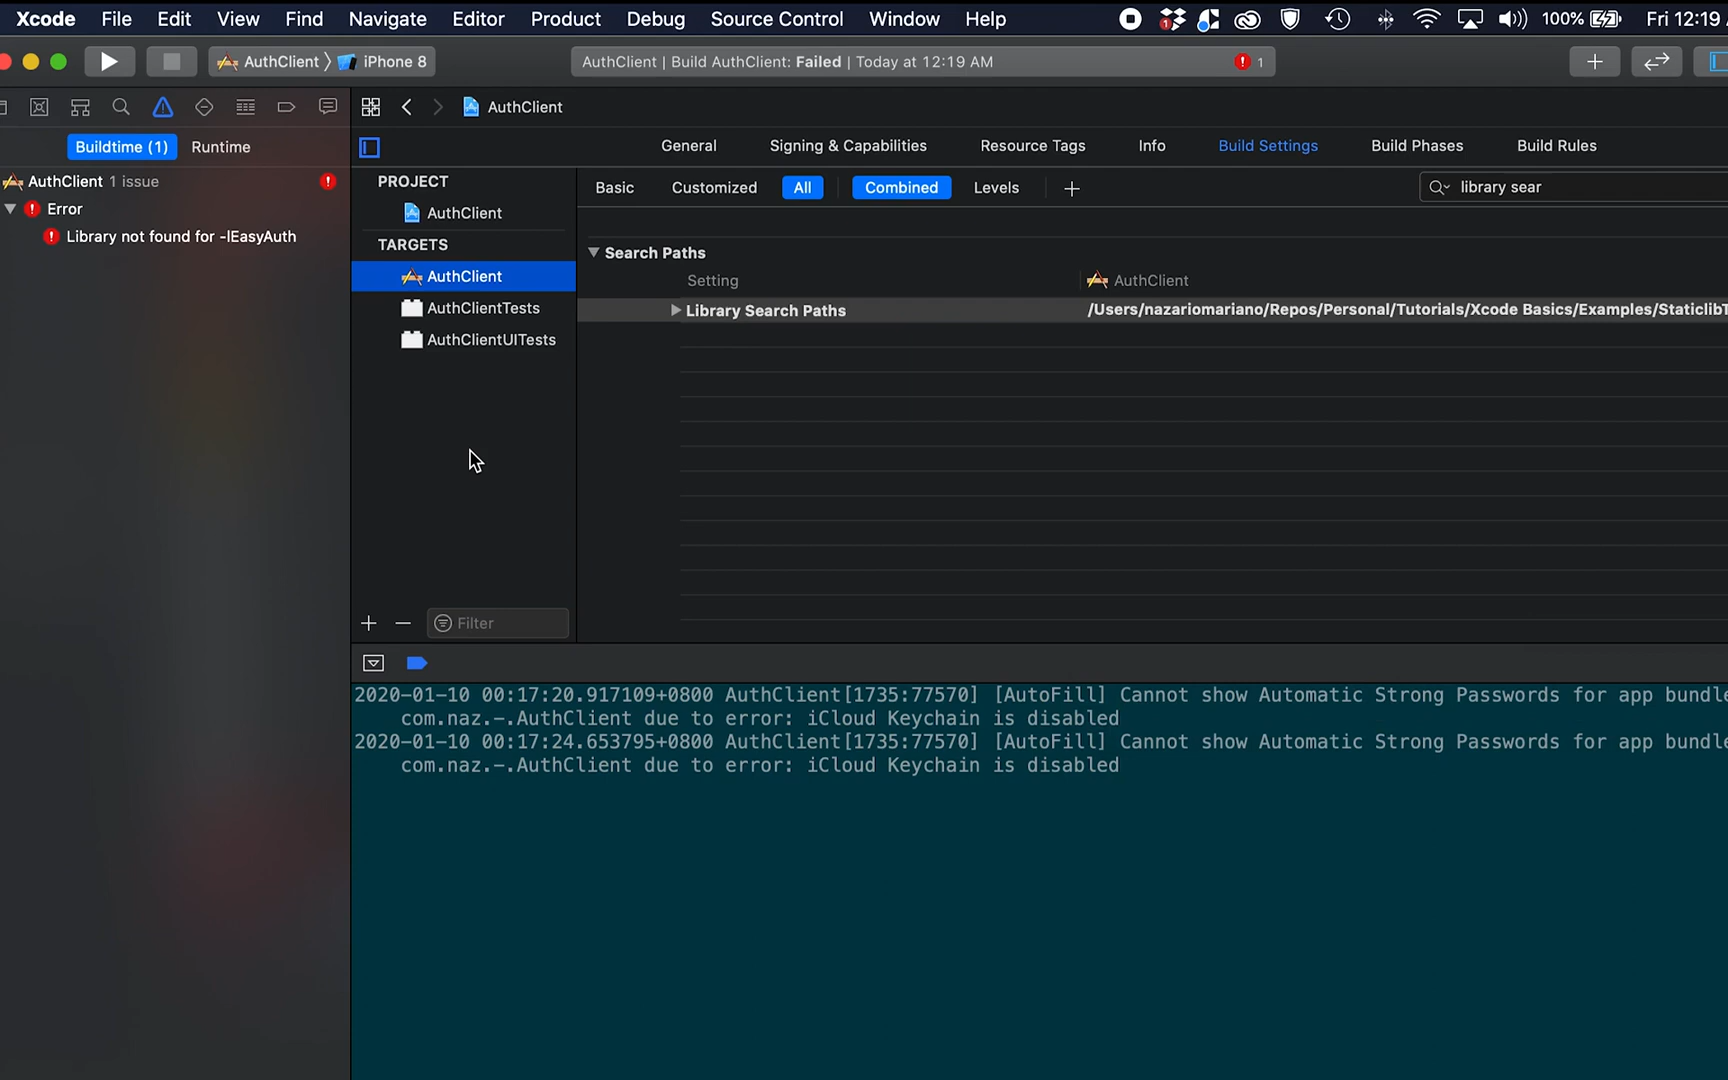 Xcode File Edit View Find Navigate Editor Product Debug Source Control Window Help 1 100% Fri 12:19
AuthClient iPhone 8 AuthClient | Build AuthClient: Failed | Today at 12:19 AM 1
AuthClient
Buildtime (1) Runtime General Signing & Capabilities Resource Tags Info Build Settings Build Phases Build Rules
AuthClient 1 issue
Error
Library not found for -lEasyAuth
PROJECT
AuthClient
TARGETS
AuthClient
AuthClientTests
AuthClientUITests
Filter
Basic Customized All Combined Levels library sear
Search Paths
Setting AuthClient
Library Search Paths /Users/nazariomariano/Repos/Personal/Tutorials/Xcode Basics/Examples/StaticlibT
2020-01-10 00:17:20.917109+0800 AuthClient[1735:77570] [AutoFill] Cannot show Automatic Strong Passwords for app bundle
com.naz.-.AuthClient due to error: iCloud Keychain is disabled
2020-01-10 00:17:24.653795+0800 AuthClient[1735:77570] [AutoFill] Cannot show Automatic Strong Passwords for app bundle
com.naz.-.AuthClient due to error: iCloud Keychain is disabled